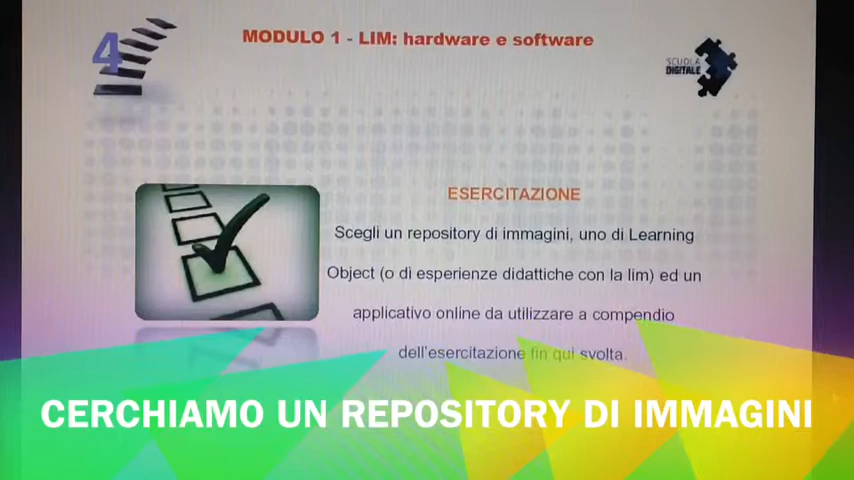 4
MODULO 1 - LIM: hardware e software
SCUOLA
DIGITALE
ESERCITAZIONE
Scegli un repository di immagini, uno di Learning
Object (o di esperienze didattiche con la lim) ed un
applicativo online da utilizzare a compendio
dell'esercitazione fin qui svolta.
CERCHIAMO UN REPOSITORY DI IMMAGINI